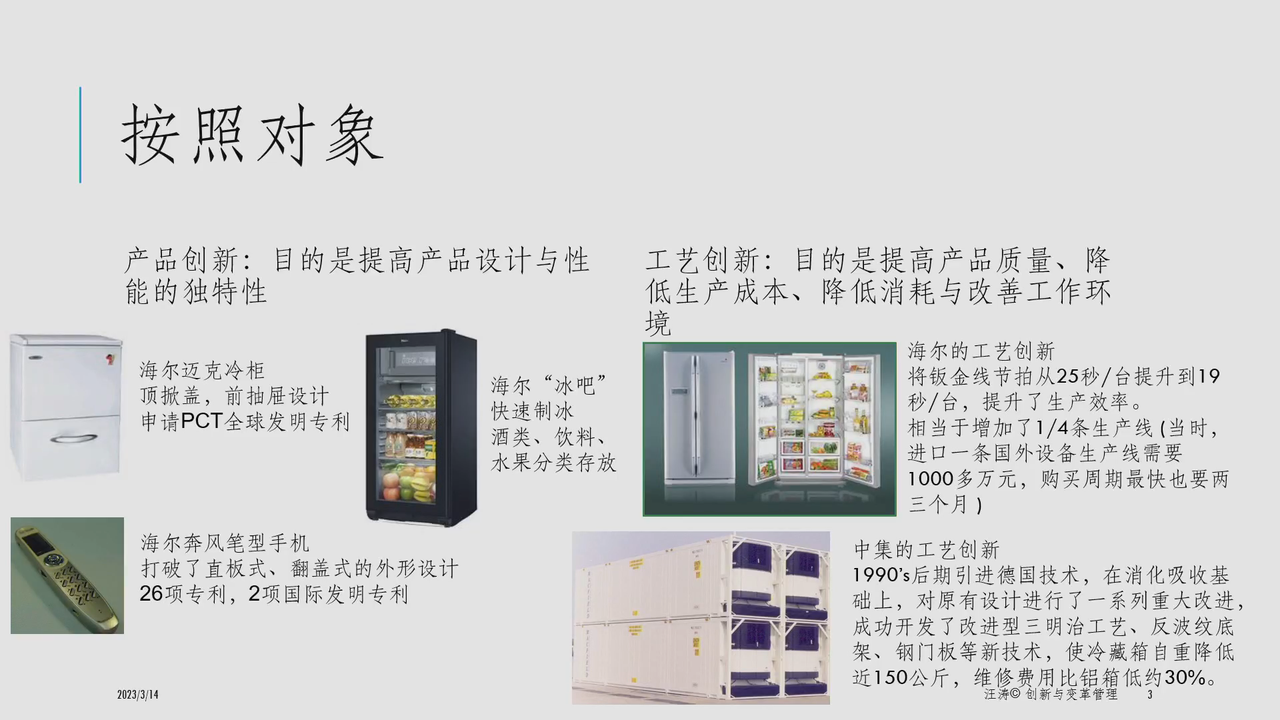 按照对象
产品创新：目的是提高产品设计与性
能的独特性
海尔迈克冷柜
顶掀盖，前抽屉设计
申请PCT全球发明专利
海尔“冰吧”
快速制冰
酒类、饮料、
水果分类存放
海尔奔风笔型手机
打破了直板式、翻盖式的外形设计
26项专利，2项国际发明专利
工艺创新：目的是提高产品质量、降
低生产成本、降低消耗与改善工作环
境
海尔的工艺创新
将钣金线节拍从25秒/台提升到19
秒/台，提升了生产效率。
相当于增加了1/4条生产线 (当时，
进口一条国外设备生产线需要
1000多万元，购买周期最快也要两
三个月 )
中集的工艺创新
1990’s后期引进德国技术，在消化吸收基
础上，对原有设计进行了一系列重大改进，
成功开发了改进型三明治工艺、反波纹底
架、钢门板等新技术，使冷藏箱自重降低
近150公斤，维修费用比铝箱低约30%。
2023/3/14
汪涛© 创新与变革管理
3